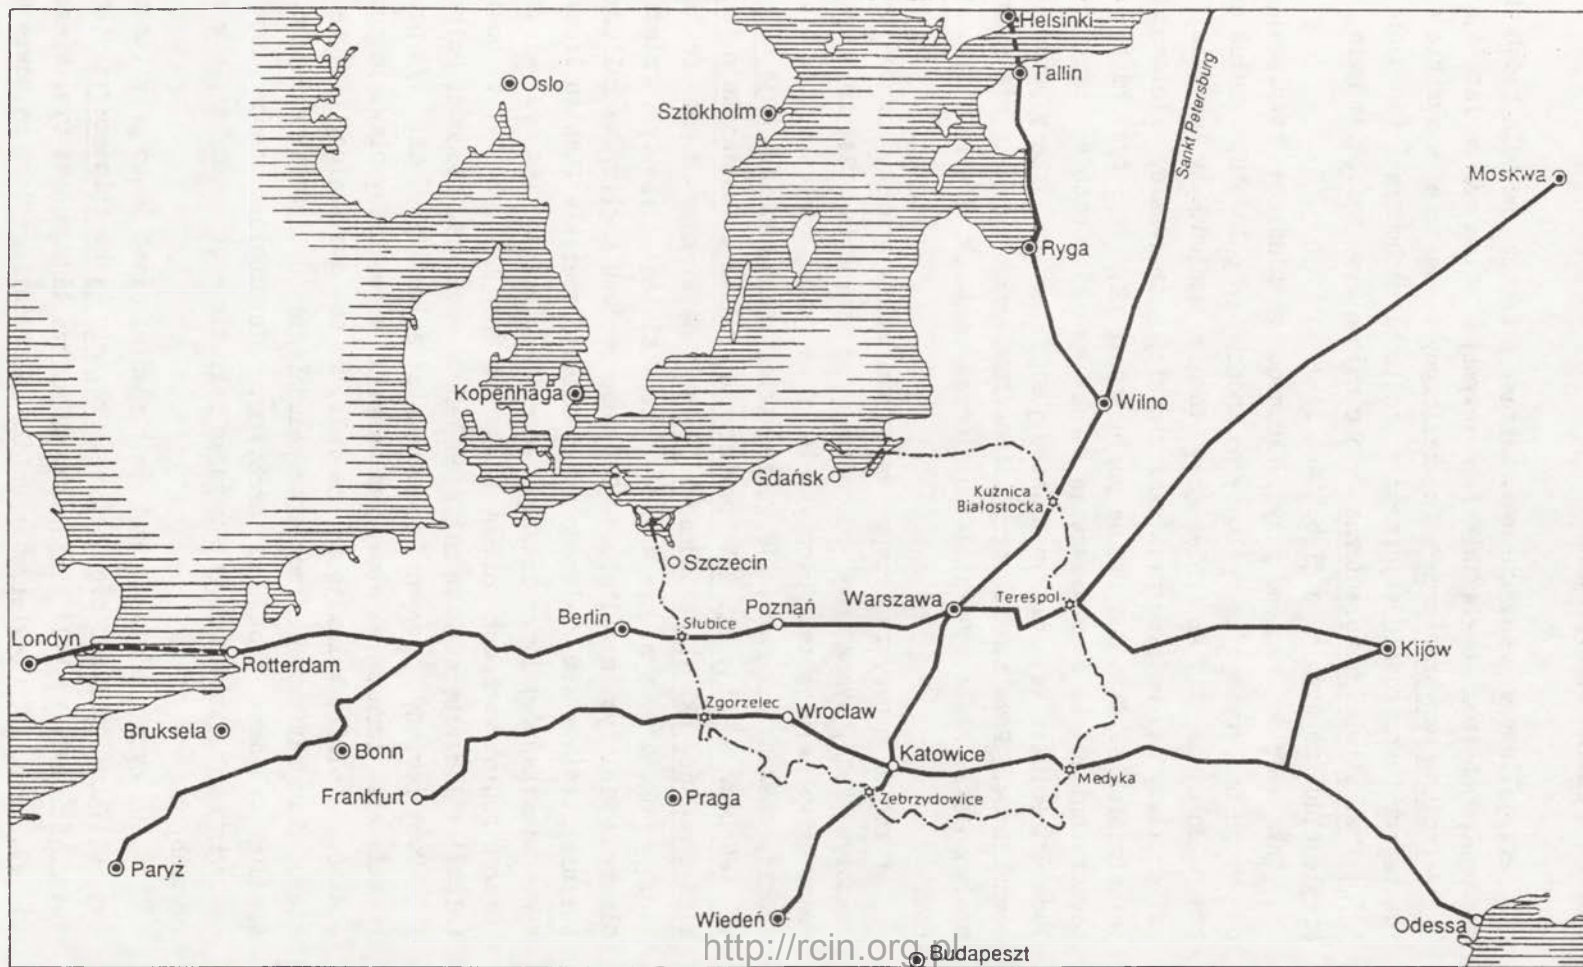 Helsinki
Tallin
Oslo
Sztokholm
Sankt Petersburg
Moskwa
Ryga
Kopenhaga
Wilno
Gdańsk
Kuźnica
Białostocka
Szczecin
Terespol
Warszawa
Poznań
Berlin
Słubice
Londyn
Rotterdam
Kijów
Zgorzelec
Wrocław
Bruksela
Bonn
Katowice
Medyka
Frankfurt
Praga
Zebrzydowice
Paryż
Wiedeń
Odessa
http://rcin.org.pl
Budapeszt